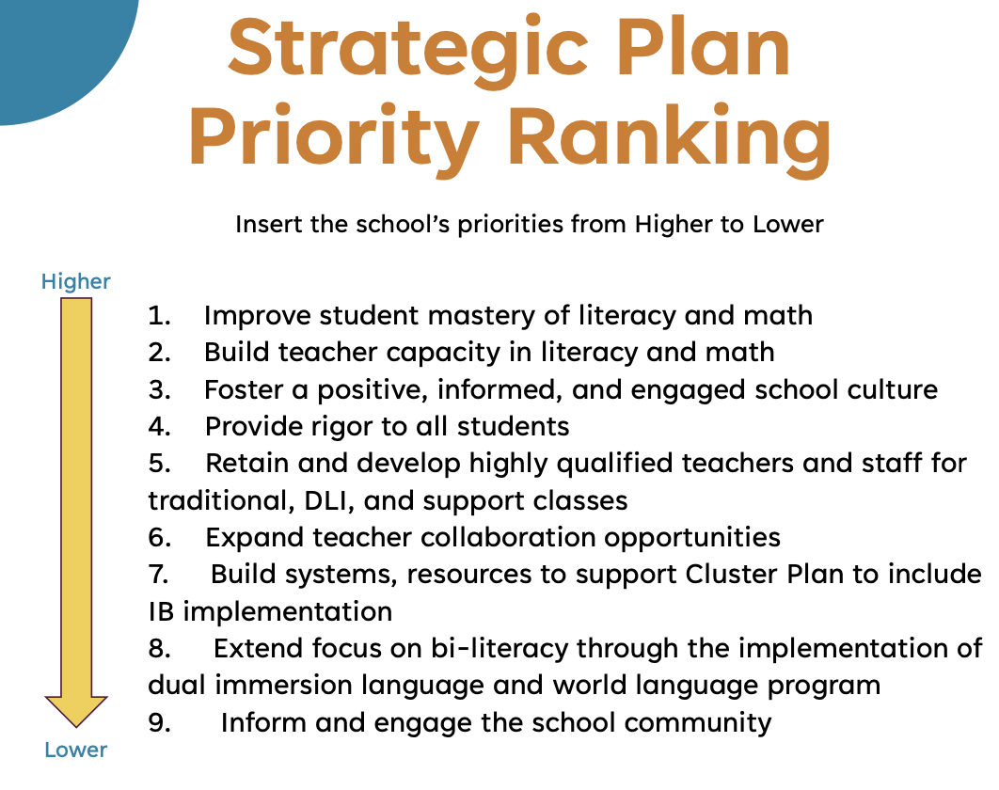 Strategic Plan
Priority Ranking
Insert the school's priorities from Higher to Lower
Higher
1. Improve student mastery of literacy and math
2. Build teacher capacity in literacy and math
3. Foster a positive, informed, and engaged school culture
4. Provide rigor to all students
5. Retain and develop highly qualified teachers and staff for
traditional, DLI, and support classes
6. Expand teacher collaboration opportunities
7. Build systems, resources to support Cluster Plan to include
IB implementation
8. Extend focus on bi-literacy through the implementation of
dual immersion language and world language program
9. Inform and engage the school community
Lower